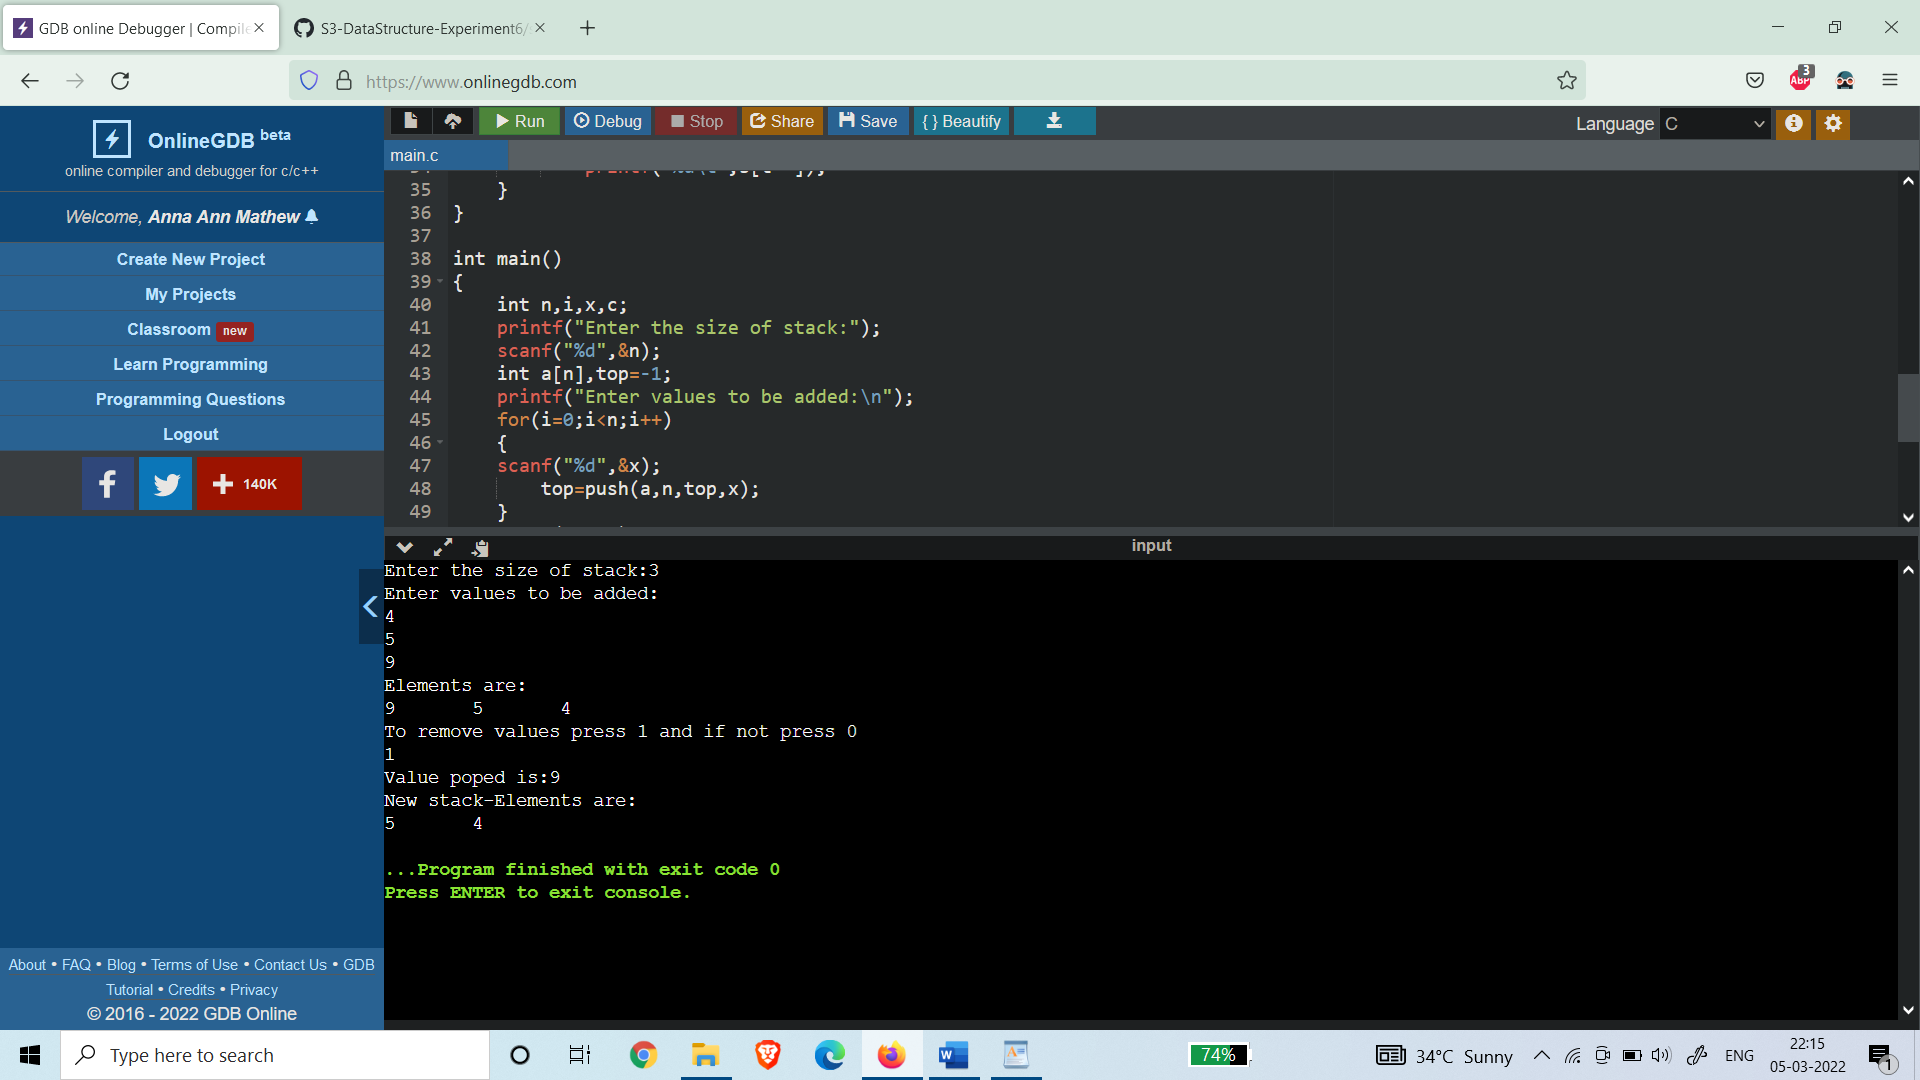 GDB online Debugger | Compile
S3-DataStructure-Experiment6/
https://www.onlinegdb.com
ABP
3
OnlineGDB beta
online compiler and debugger for c/c++
Welcome, Anna Ann Mathew
Create New Project
My Projects
Classroom new
Learn Programming
Programming Questions
Logout
140K
About • FAQ • Blog • Terms of Use • Contact Us • GDB
Tutorial • Credits • Privacy
© 2016 - 2022 GDB Online
Run Debug Stop Share Save { } Beautify
Language C
main.c
35 }
36 }
37
38 int main()
39 {
40 int n,i,x,c;
41 printf("Enter the size of stack:");
42 scanf("%d",&n);
43 int a[n],top=-1;
44 printf("Enter values to be added:\n");
45 for(i=0;i<n;i++)
46 {
47 scanf("%d",&x);
48 top=push(a,n,top,x);
49 }
input
Enter the size of stack:3
Enter values to be added:
4
5
9
Elements are:
9 5 4
To remove values press 1 and if not press 0
1
Value poped is:9
New stack-Elements are:
5 4
...Program finished with exit code 0
Press ENTER to exit console.
Type here to search
74%
34°C Sunny
ENG
22:15
05-03-2022
1